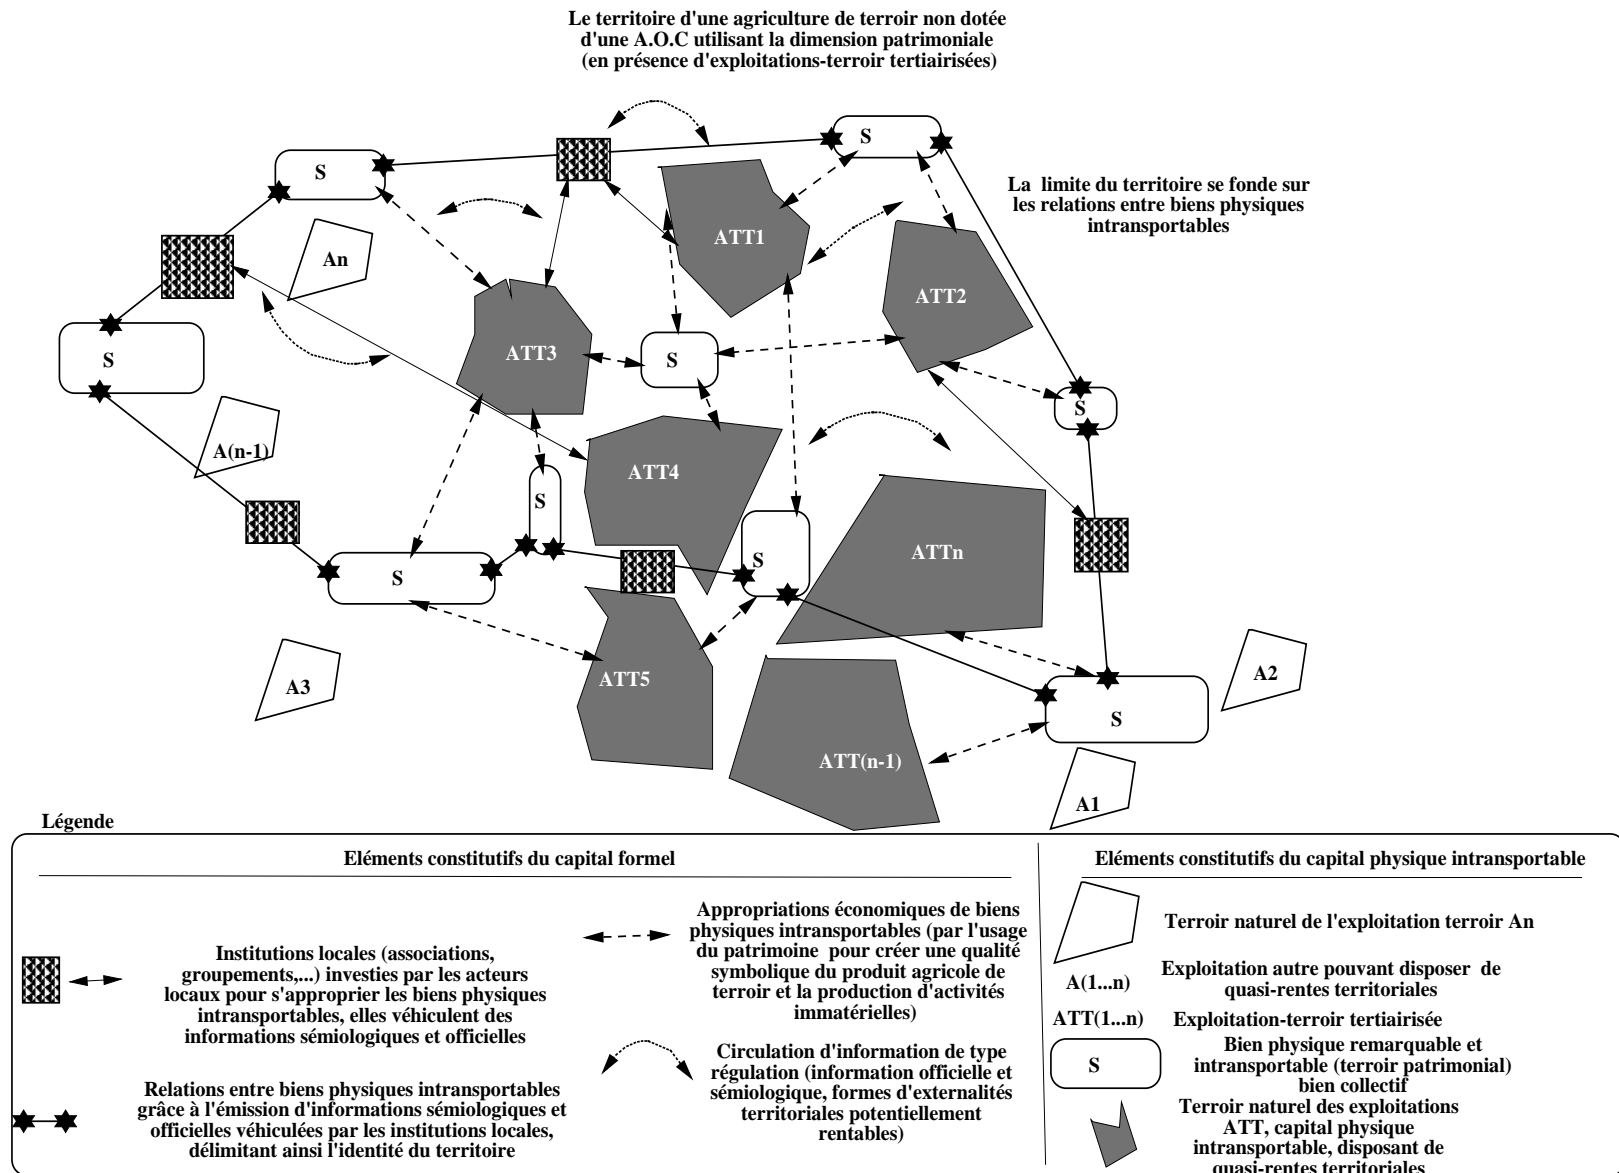 Le territoire d'une agriculture de terroir non dotée
d'une A.O.C utilisant la dimension patrimoniale
(en présence d'exploitations-terroir tertiairisées)
S
S
La limite du territoire se fonde sur
les relations entre biens physiques
intransportables
ATT1
An
ATT2
S
ATT3
S
S
A(n-1)
ATT4
S
ATTn
S
S
A3
ATT5
A2
S
ATT(n-1)
A1
Légende
Eléments constitutifs du capital formel
Institutions locales (associations,
groupements,...) investies par les acteurs
locaux pour s'approprier les biens physiques
intransportables, elles véhiculent des
informations sémiologiques et officielles
Relations entre biens physiques intransportables
grâce à l'émission d'informations sémiologiques et
officielles véhiculées par les institutions locales,
délimitant ainsi l'identité du territoire
Appropriations économiques de biens
physiques intransportables (par l'usage
du patrimoine pour créer une qualité
symbolique du produit agricole de
terroir et la production d'activités
immatérielles)
Circulation d'information de type
régulation (information officielle et
sémiologique, formes d'externalités
territoriales potentiellement
rentables)
Eléments constitutifs du capital physique intransportable
Terroir naturel de l'exploitation terroir An
A(1...n)
Exploitation autre pouvant disposer de
quasi-rentes territoriales
ATT(1...n)
Exploitation-terroir tertiairisée
S
Bien physique remarquable et
intransportable (terroir patrimonial)
bien collectif
Terroir naturel des exploitations
ATT, capital physique
intransportable, disposant de
quasi-rentes territoriales